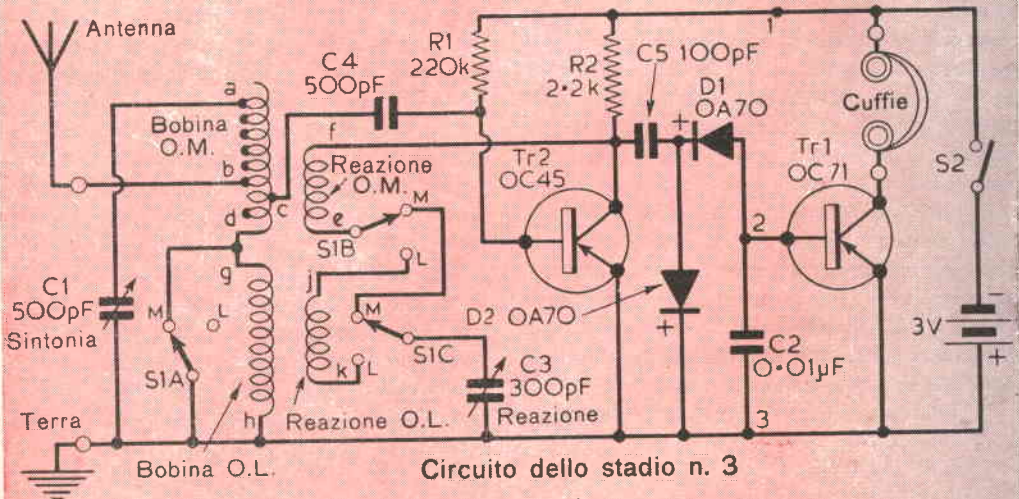 Antenna
a
Bobina
O.M.
b
d
c
g
C4
500pF
f
Reazione
O.M.
e
M
S1B
L
j
M
S1C
k
L
C1
500pF
Sintonia
M
L
S1A
Terra
h
Bobina O.L.
Reazione O.L.
C3
300pF
Reazione
R1
220k
R2
2·2k
C5 100pF
D1
OA70
+
Tr2
OC45
D2 OA70
+
1
2
3
Tr1
OC71
C2
0·01µF
Cuffie
S2
3V
-
+
Circuito dello stadio n. 3